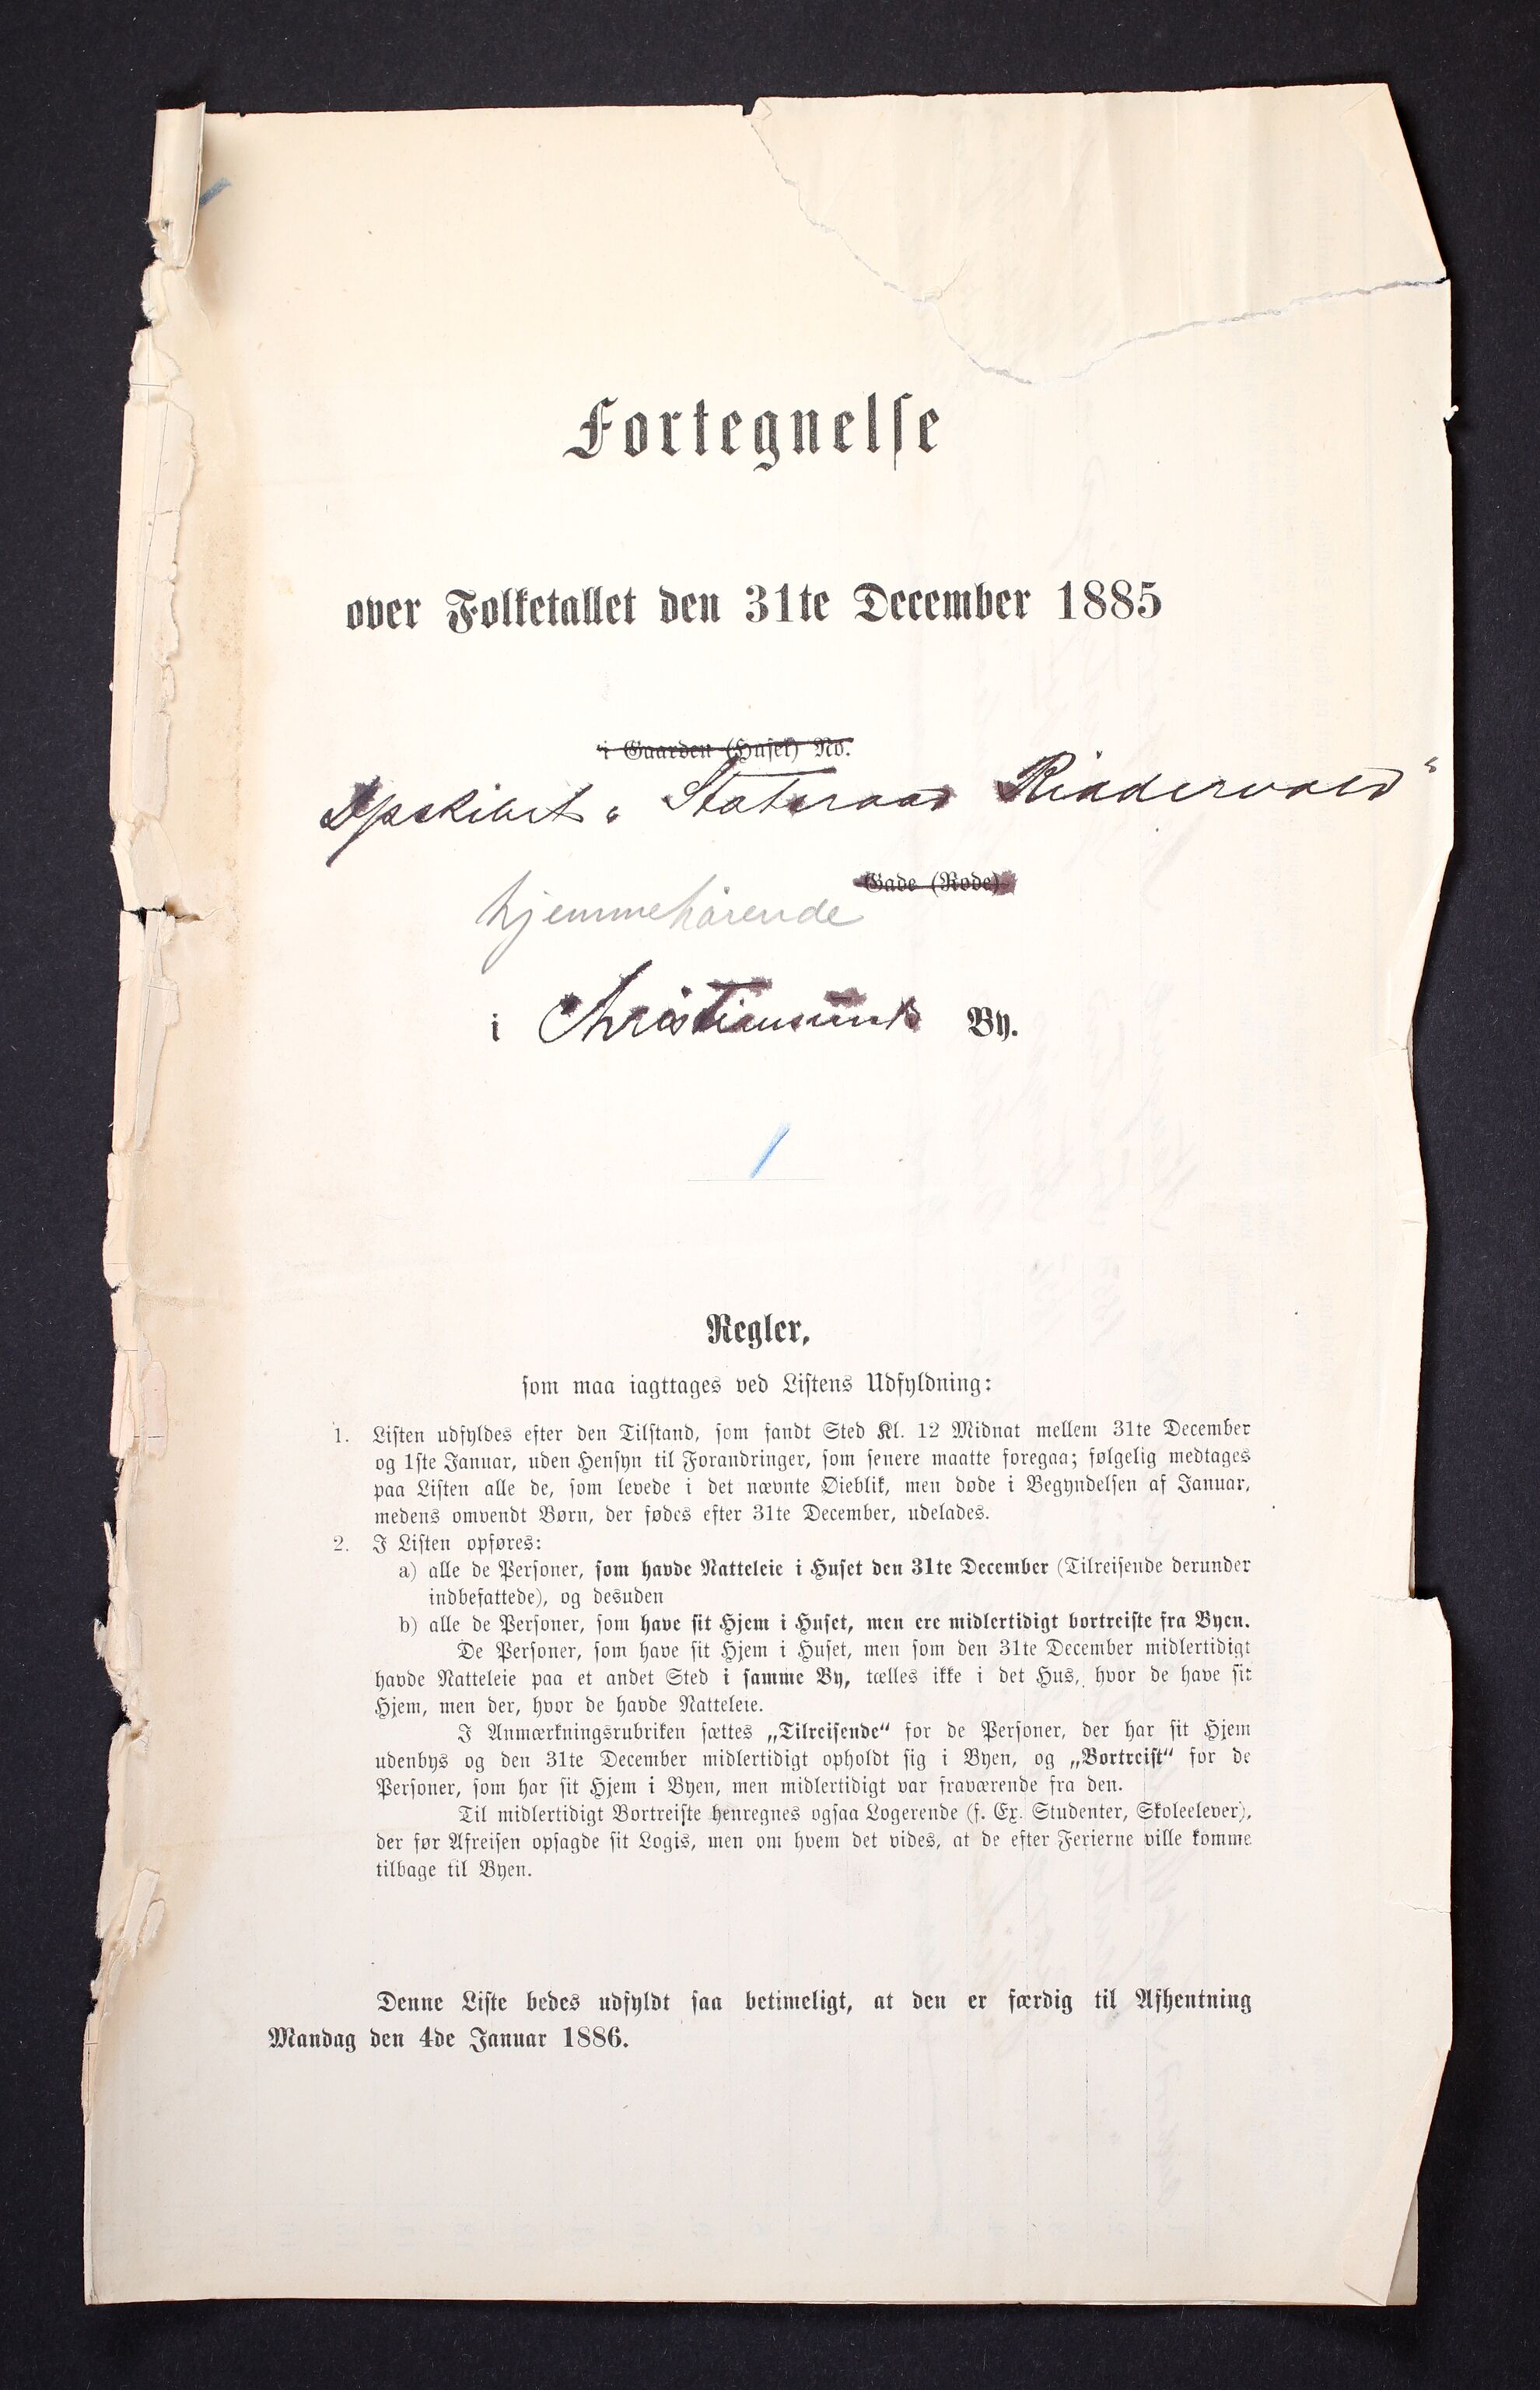 Fortegnelse
over Folketallet den 31te December 1885
i Gaarden (Huset) No.
Dpskibet „Statsraad Riddervold"
Gade (Rode)
hjemmehørende
i Christianssunds By.
1
Regler,
som maa iagttages ved Listens Udfyldning:
1. Listen udfyldes efter den Tilstand, som fandt Sted Kl. 12 Midnat mellem 31te December
og 1ste Januar, uden Hensyn til Forandringer, som senere maatte foregaa; følgelig medtages
paa Listen alle de, som levede i det nævnte Øieblik, men døde i Begyndelsen af Januar,
medens omvendt Børn, der fødes efter 31te December, udelades.
2. I Listen opføres:
a) alle de Personer, som havde Natteleie i Huset den 31te December (Tilreisende derunder
indbefattede), og desuden
b) alle de Personer, som have sit Hjem i Huset, men ere midlertidigt bortreiste fra Byen.
De Personer, som have sit Hjem i Huset, men som den 31te December midlertidigt
havde Natteleie paa et andet Sted i samme By, tælles ikke i det Hus, hvor de have sit
Hjem, men der, hvor de havde Natteleie.
I Anmærkningsrubriken sættes „Tilreisende" for de Personer, der har sit Hjem
udenbys og den 31te December midlertidigt opholdt sig i Byen, og „Bortreist" for de
Personer, som har sit Hjem i Byen, men midlertidigt var fraværende fra den.
Til midlertidigt Bortreiste henregnes ogsaa Logerende (f. Ex. Studenter, Skoleelever),
der før Afreisen opsagde sit Logis, men om hvem det vides, at de efter Ferierne ville komme
tilbage til Byen.
Denne Liste bedes udfyldt saa betimeligt, at den er færdig til Afhentning
Mandag den 4de Januar 1886.